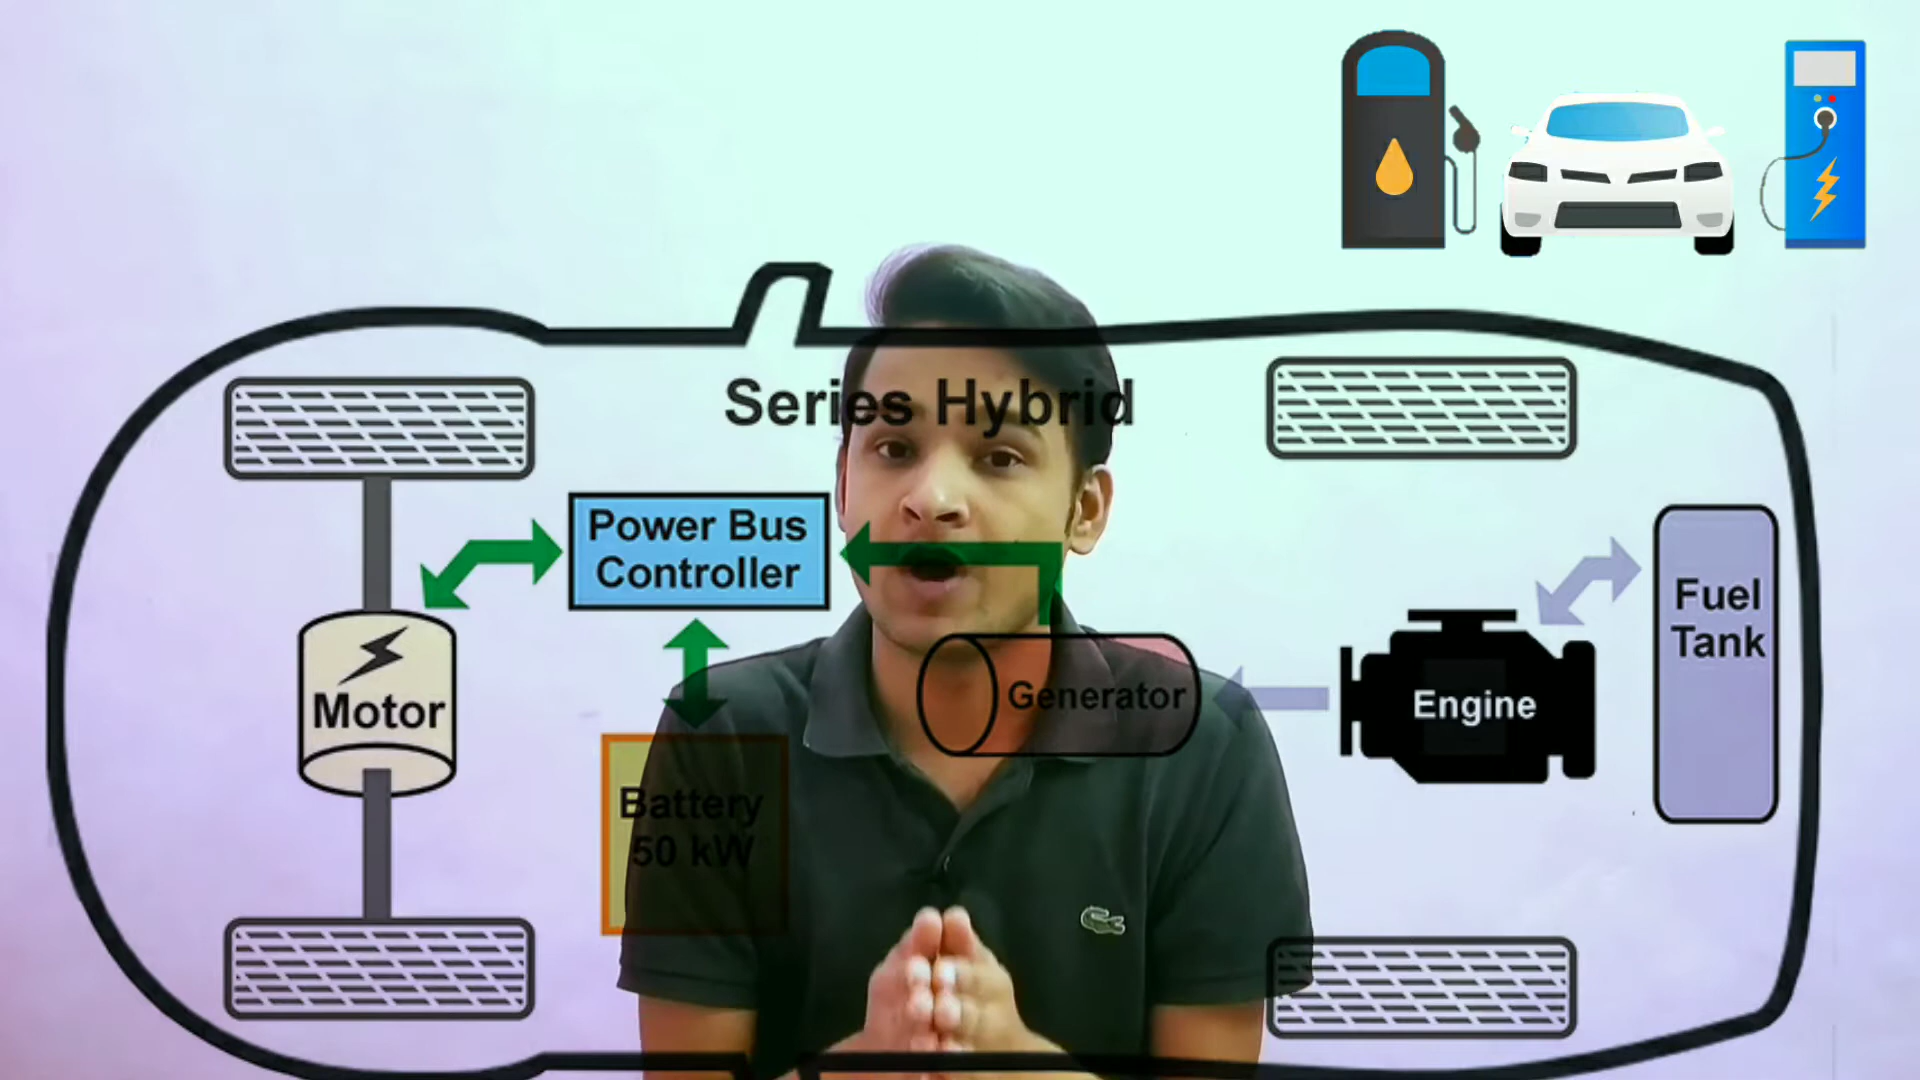 Series Hybrid
Power Bus
Controller
Fuel
Tank
Motor
Generator
Engine
Battery
50 kW